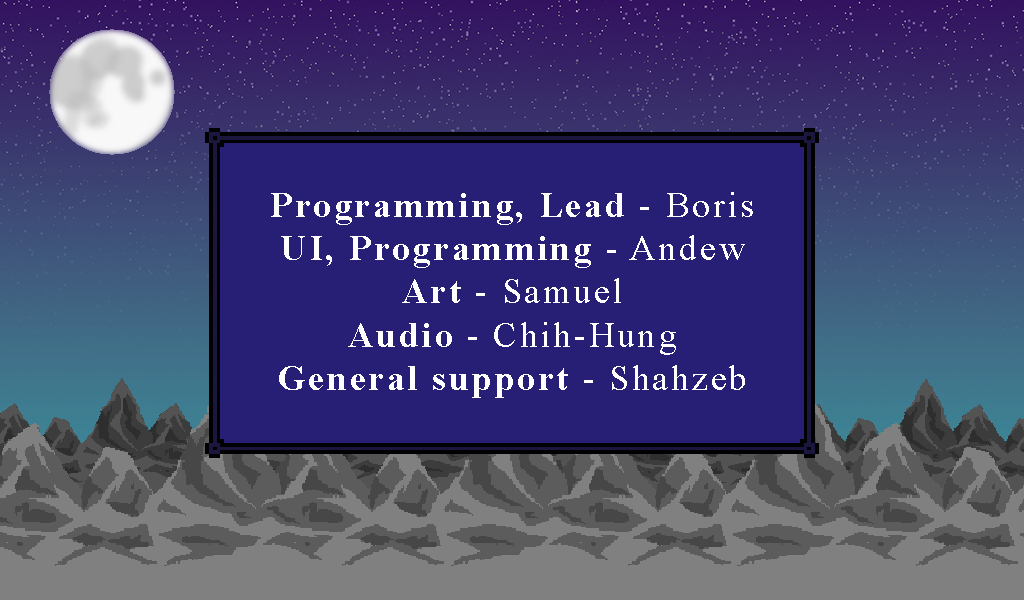 Programming, Lead - Boris
UI, Programming - Andew
Art - Samuel
Audio - Chih-Hung
General support - Shahzeb